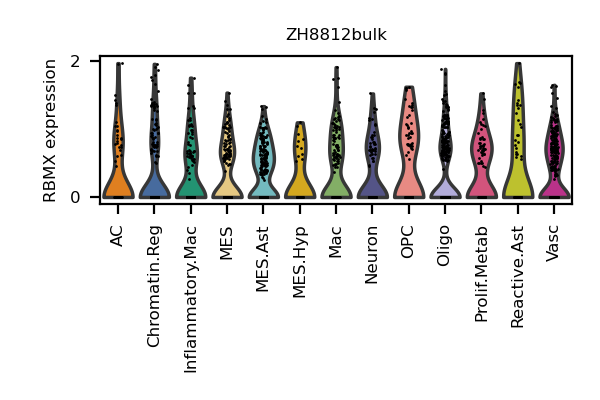 ZH8812bulk
RBMX expression
2
0
AC
Chromatin.Reg
Inflammatory.Mac
MES
MES.Ast
MES.Hyp
Mac
Neuron
OPC
Oligo
Prolif.Metab
Reactive.Ast
Vasc